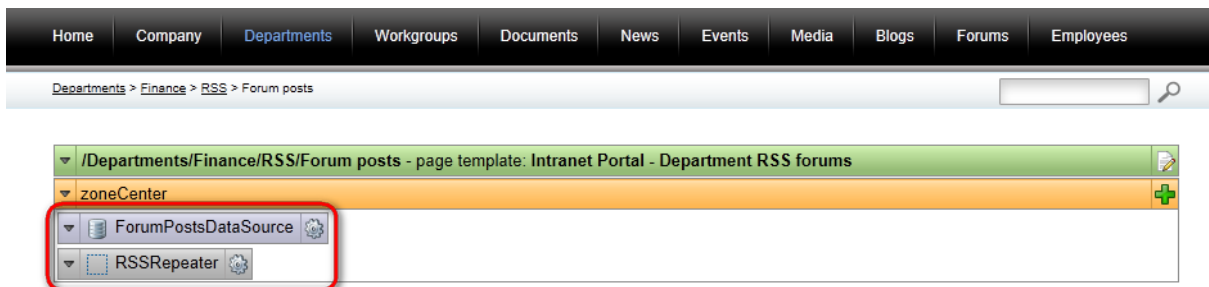 Home Company Departments Workgroups Documents News Events Media Blogs Forums Employees
Departments > Finance > RSS > Forum posts
/Departments/Finance/RSS/Forum posts - page template: Intranet Portal - Department RSS forums
zoneCenter
ForumPostsDataSource
RSSRepeater